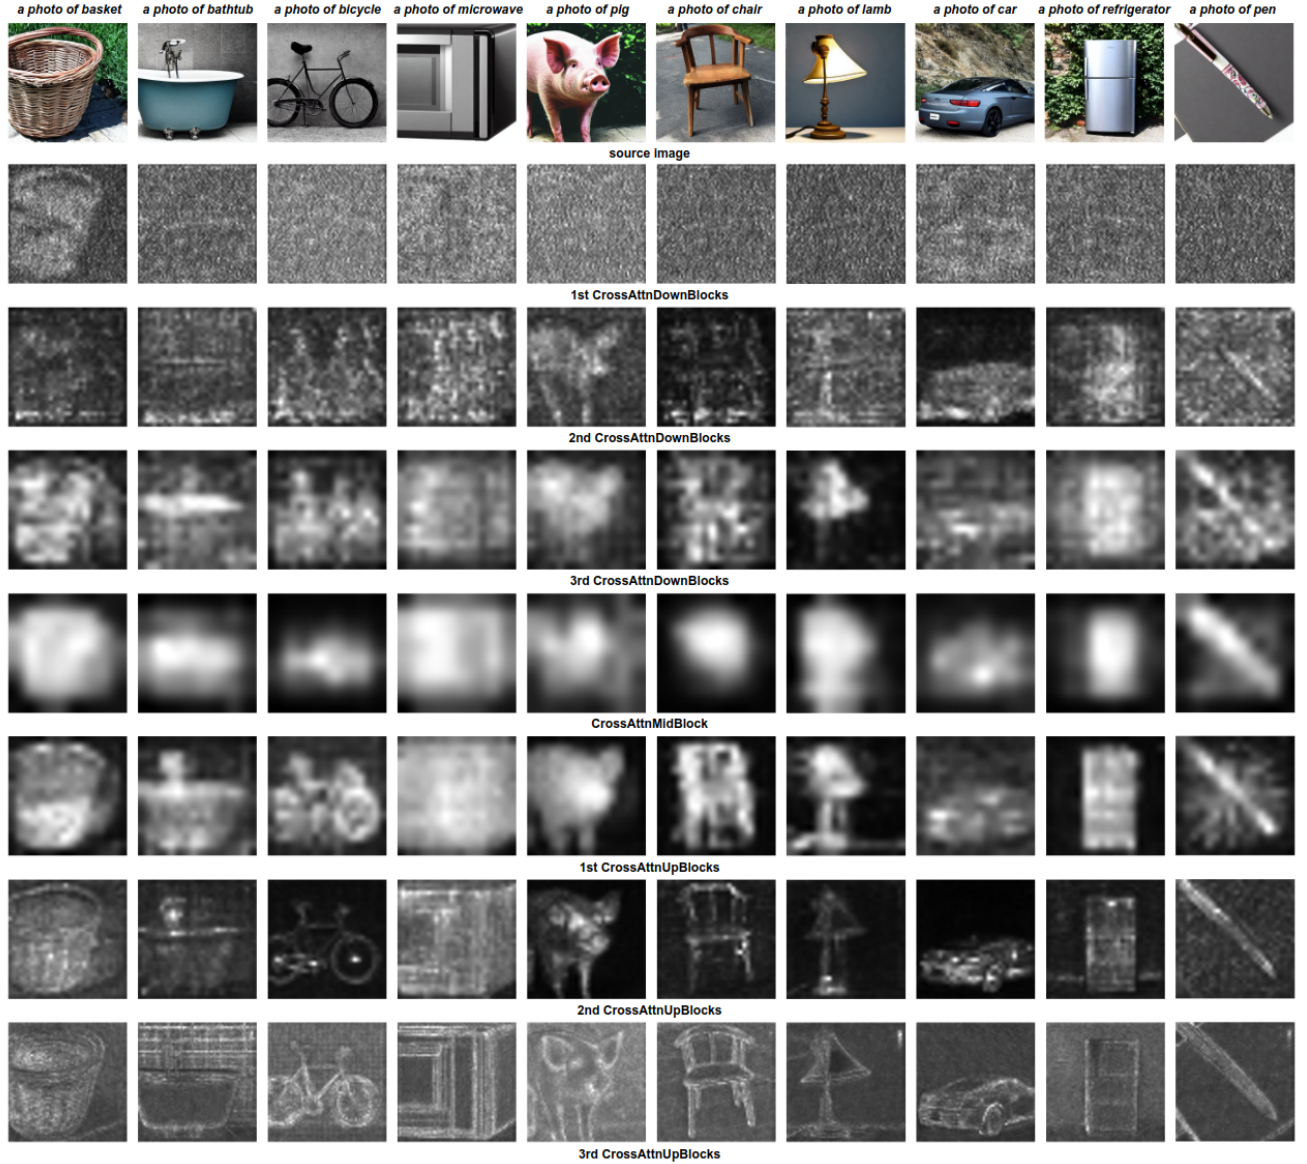 a photo of basket
a photo of bathtub
a photo of bicycle
a photo of microwave
a photo of pig
a photo of chair
a photo of lamb
a photo of car
a photo of refrigerator
a photo of pen
source image
1st CrossAttnDownBlocks
2nd CrossAttnDownBlocks
3rd CrossAttnDownBlocks
CrossAttnMidBlock
1st CrossAttnUpBlocks
2nd CrossAttnUpBlocks
3rd CrossAttnUpBlocks